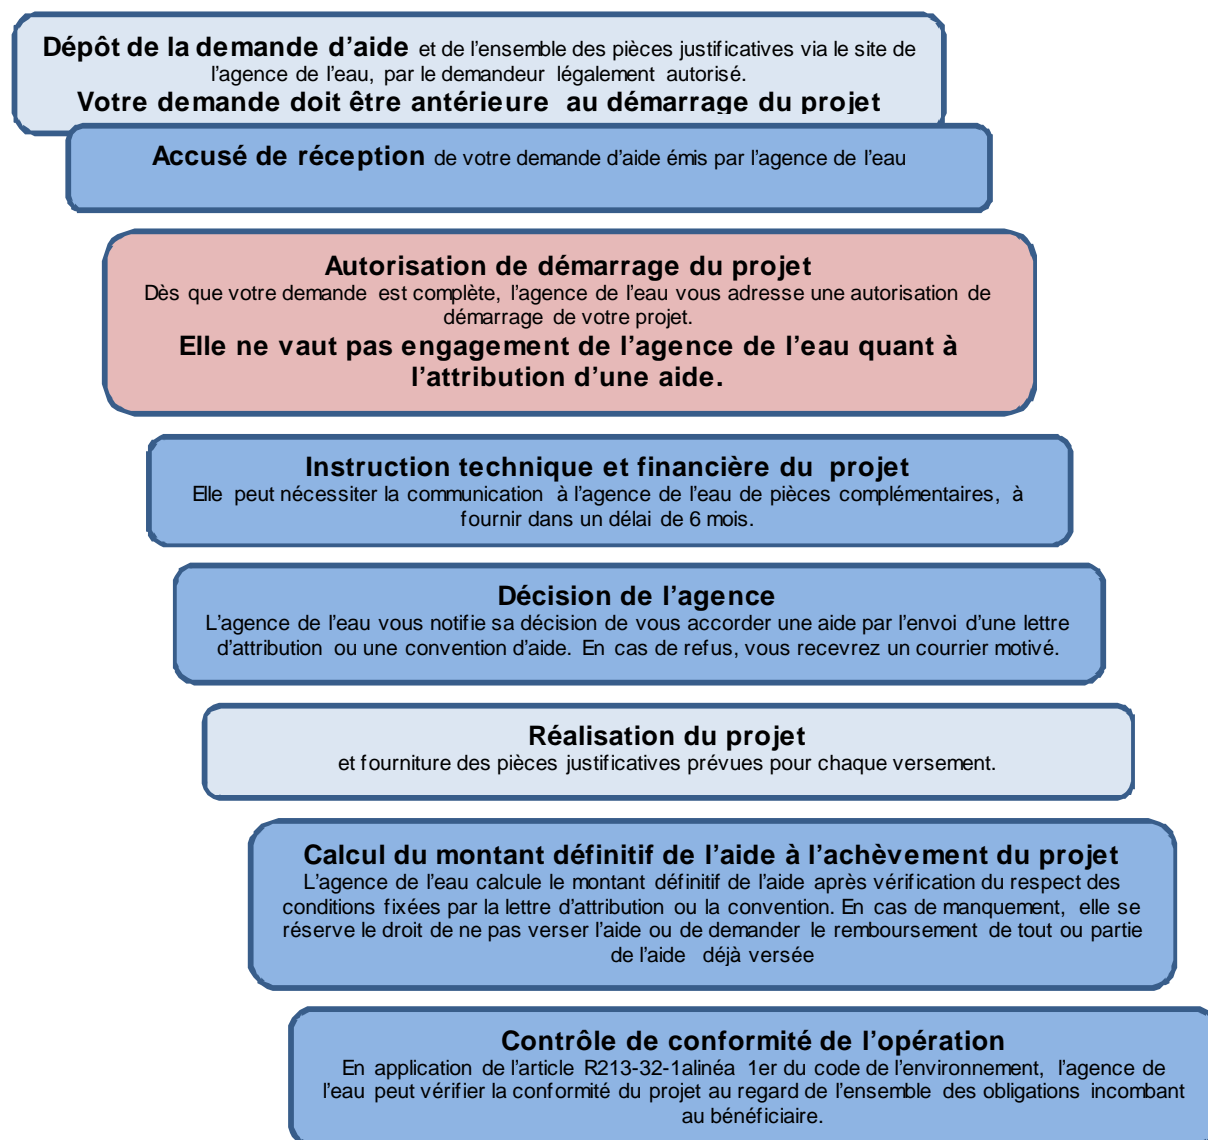 Dépôt de la demande d’aide et de l’ensemble des pièces justificatives via le site de
l’agence de l’eau, par le demandeur légalement autorisé.
Votre demande doit être antérieure au démarrage du projet
Accusé de réception de votre demande d’aide émis par l’agence de l’eau
Autorisation de démarrage du projet
Dès que votre demande est complète, l’agence de l’eau vous adresse une autorisation de
démarrage de votre projet.
Elle ne vaut pas engagement de l’agence de l’eau quant à
l’attribution d’une aide.
Instruction technique et financière du projet
Elle peut nécessiter la communication à l’agence de l’eau de pièces complémentaires, à
fournir dans un délai de 6 mois.
Décision de l’agence
L’agence de l’eau vous notifie sa décision de vous accorder une aide par l’envoi d’une lettre
d’attribution ou une convention d’aide. En cas de refus, vous recevrez un courrier motivé.
Réalisation du projet
et fourniture des pièces justificatives prévues pour chaque versement.
Calcul du montant définitif de l’aide à l’achèvement du projet
L’agence de l’eau calcule le montant définitif de l’aide après vérification du respect des
conditions fixées par la lettre d’attribution ou la convention. En cas de manquement, elle se
réserve le droit de ne pas verser l’aide ou de demander le remboursement de tout ou partie
de l’aide déjà versée
Contrôle de conformité de l’opération
En application de l’article R213-32-1alinéa 1er du code de l’environnement, l’agence de
l’eau peut vérifier la conformité du projet au regard de l’ensemble des obligations incombant
au bénéficiaire.